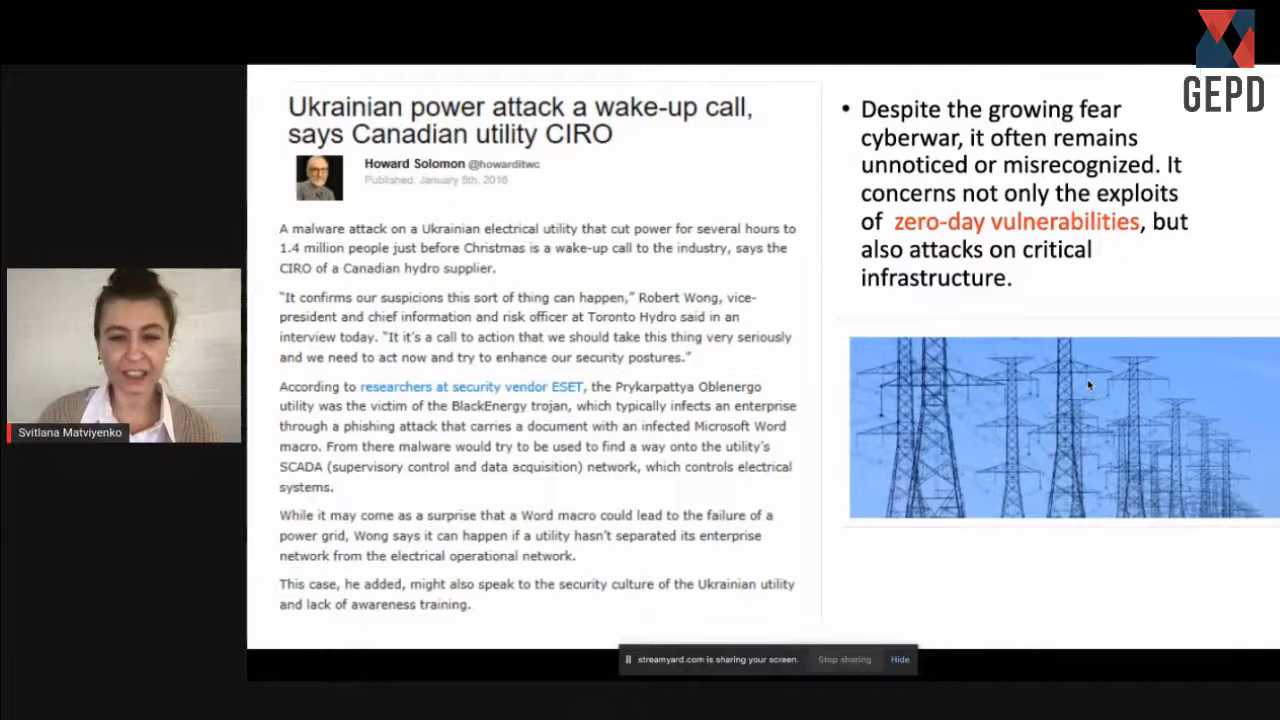 GEPD
Ukrainian power attack a wake-up call,
says Canadian utility CIRO
Howard Solomon @howarditwc
Published: January 5th, 2016
A malware attack on a Ukrainian electrical utility that cut power for several hours to
1.4 million people just before Christmas is a wake-up call to the industry, says the
CIRO of a Canadian hydro supplier.
“It confirms our suspicions this sort of thing can happen,” Robert Wong, vice-
president and chief information and risk officer at Toronto Hydro said in an
interview today. “It it’s a call to action that we should take this thing very seriously
and we need to act now and try to enhance our security postures.”
According to researchers at security vendor ESET, the Prykarpattya Oblenergo
utility was the victim of the BlackEnergy trojan, which typically infects an enterprise
through a phishing attack that carries a document with an infected Microsoft Word
macro. From there malware would try to be used to find a way onto the utility’s
SCADA (supervisory control and data acquisition) network, which controls electrical
systems.
While it may come as a surprise that a Word macro could lead to the failure of a
power grid, Wong says it can happen if a utility hasn’t separated its enterprise
network from the electrical operational network.
This case, he added, might also speak to the security culture of the Ukrainian utility
and lack of awareness training.
• Despite the growing fear
cyberwar, it often remains
unnoticed or misrecognized. It
concerns not only the exploits
of zero-day vulnerabilities, but
also attacks on critical
infrastructure.
Svitlana Matviyenko
streamyard.com is sharing your screen. Stop sharing Hide